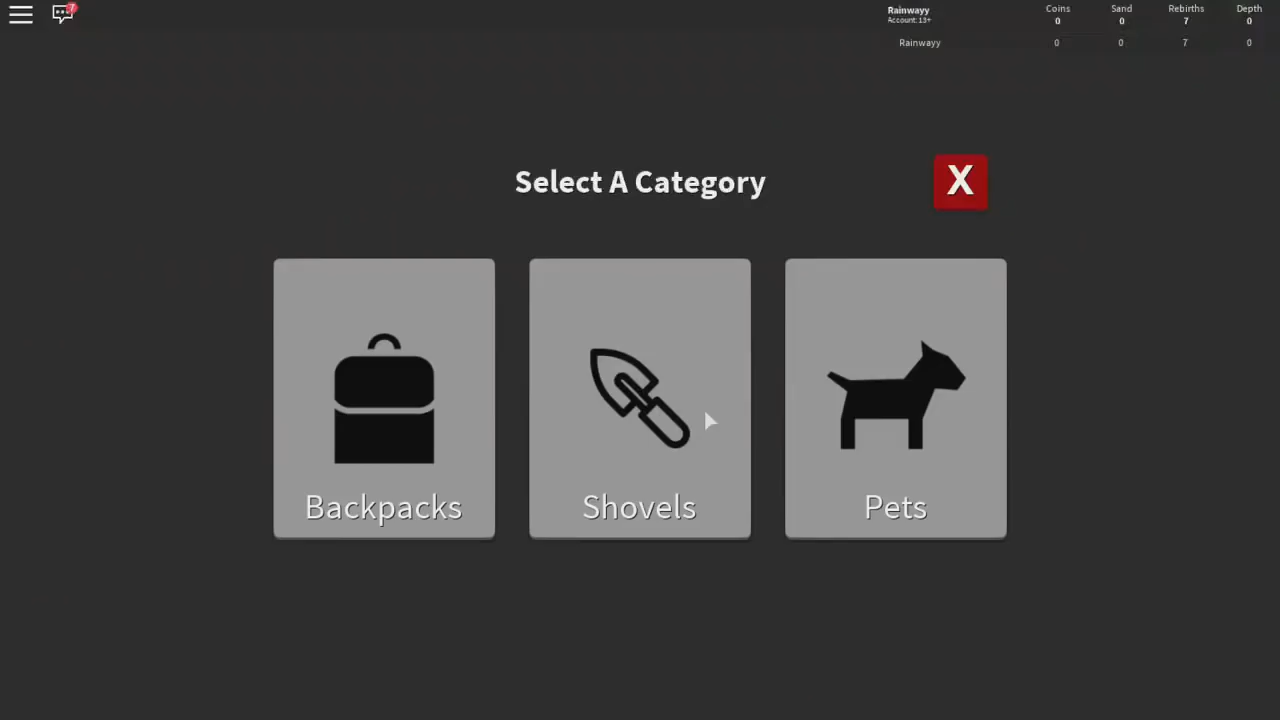 7
Rainwayy Coins Sand Rebirths Depth
Account: 13+ 0 0 7 0
Rainwayy 0 0 7 0
Select A Category
X
Backpacks Shovels Pets